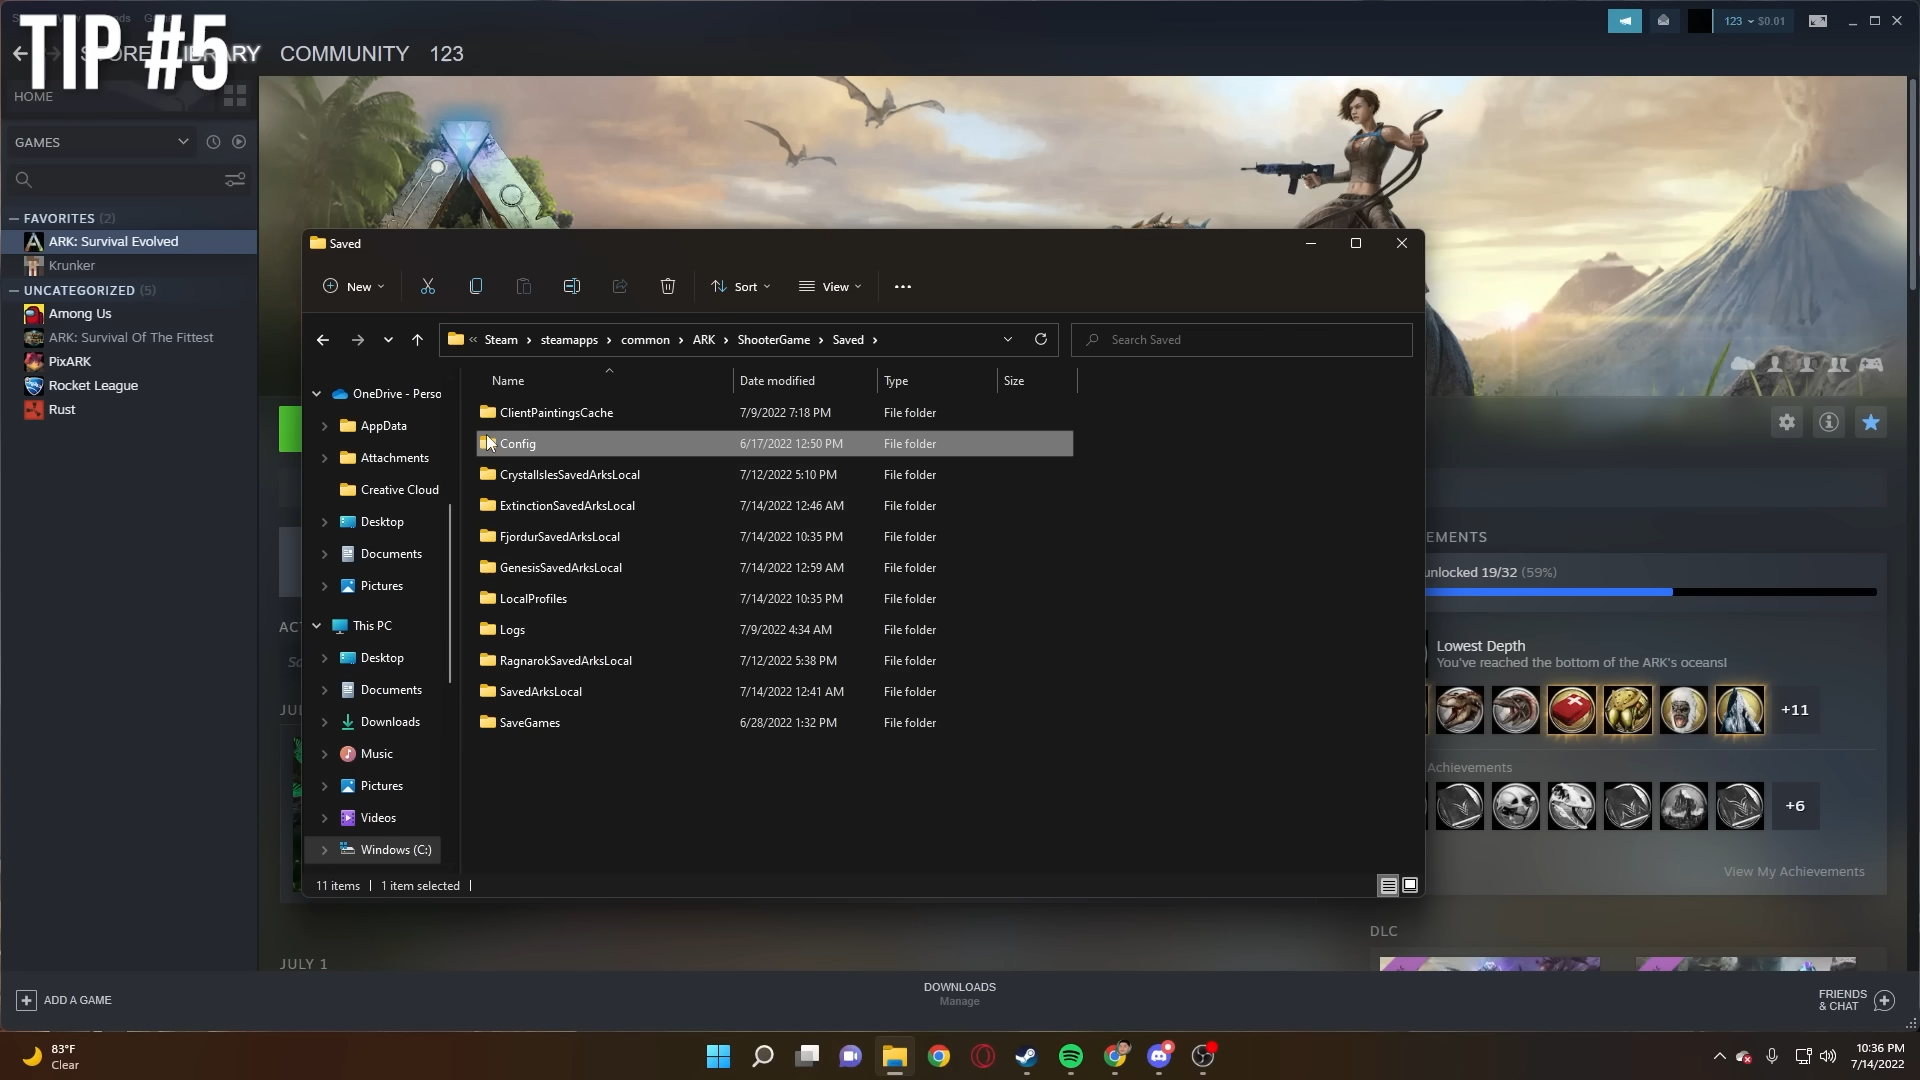 TIP #5
123
$0.01
STORE LIBRARY COMMUNITY 123
HOME
GAMES
FAVORITES (2)
ARK: Survival Evolved
Krunker
UNCATEGORIZED (5)
Among Us
ARK: Survival Of The Fittest
PixARK
Rocket League
Rust
Saved
New
Sort
View
Steam > steamapps > common > ARK > ShooterGame > Saved >
Search Saved
Name Date modified Type Size
OneDrive - Perso
AppData
Attachments
Creative Cloud
Desktop
Documents
Pictures
This PC
Desktop
Documents
Downloads
Music
Pictures
Videos
Windows (C:)
ClientPaintingsCache 7/9/2022 7:18 PM File folder
Config 6/17/2022 12:50 PM File folder
CrystalIslesSavedArksLocal 7/12/2022 5:10 PM File folder
ExtinctionSavedArksLocal 7/14/2022 12:46 AM File folder
FjordurSavedArksLocal 7/14/2022 10:35 PM File folder
GenesisSavedArksLocal 7/14/2022 12:59 AM File folder
LocalProfiles 7/14/2022 10:35 PM File folder
Logs 7/9/2022 4:34 AM File folder
RagnarokSavedArksLocal 7/12/2022 5:38 PM File folder
SavedArksLocal 7/14/2022 12:41 AM File folder
SaveGames 6/28/2022 1:32 PM File folder
11 items | 1 item selected |
AC
JUL
EMENTS
unlocked 19/32 (59%)
Lowest Depth
You've reached the bottom of the ARK's oceans!
+11
Achievements
+6
View My Achievements
DLC
JULY 1
ADD A GAME
DOWNLOADS
Manage
FRIENDS
& CHAT
83°F
Clear
10:36 PM
7/14/2022